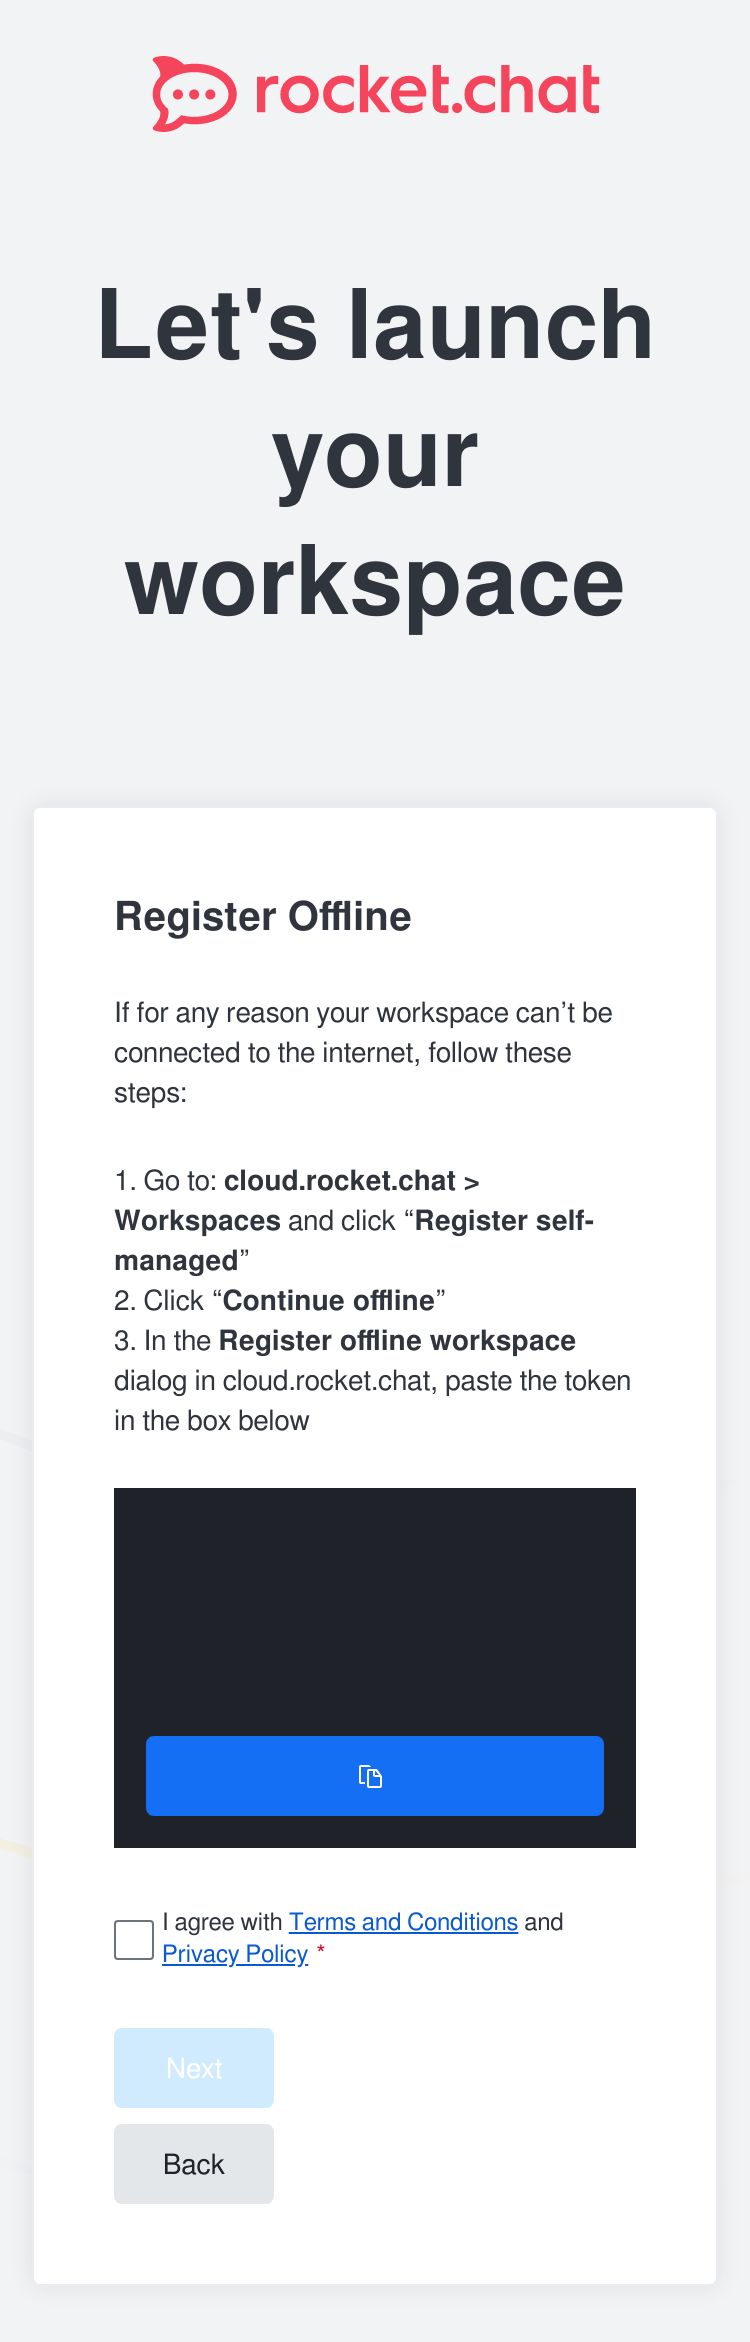 rocket.chat
Let's launch
your
workspace
Register Offline
If for any reason your workspace can’t be
connected to the internet, follow these
steps:
1. Go to: cloud.rocket.chat >
Workspaces and click “Register self-
managed”
2. Click “Continue offline”
3. In the Register offline workspace
dialog in cloud.rocket.chat, paste the token
in the box below
I agree with Terms and Conditions and
Privacy Policy *
Next
Back